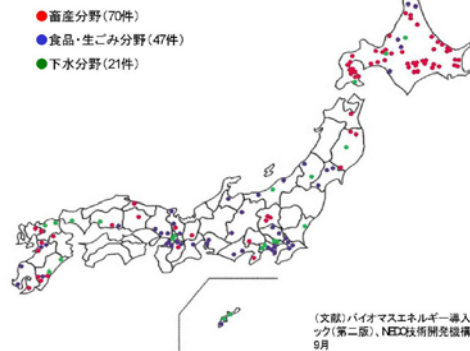 ●畜産分野(70件)
●食品・生ごみ分野(47件)
●下水分野(21件)
(文献)バイオマスエネルギー導入
ック(第二版)、NEDO技術開発機構
9月